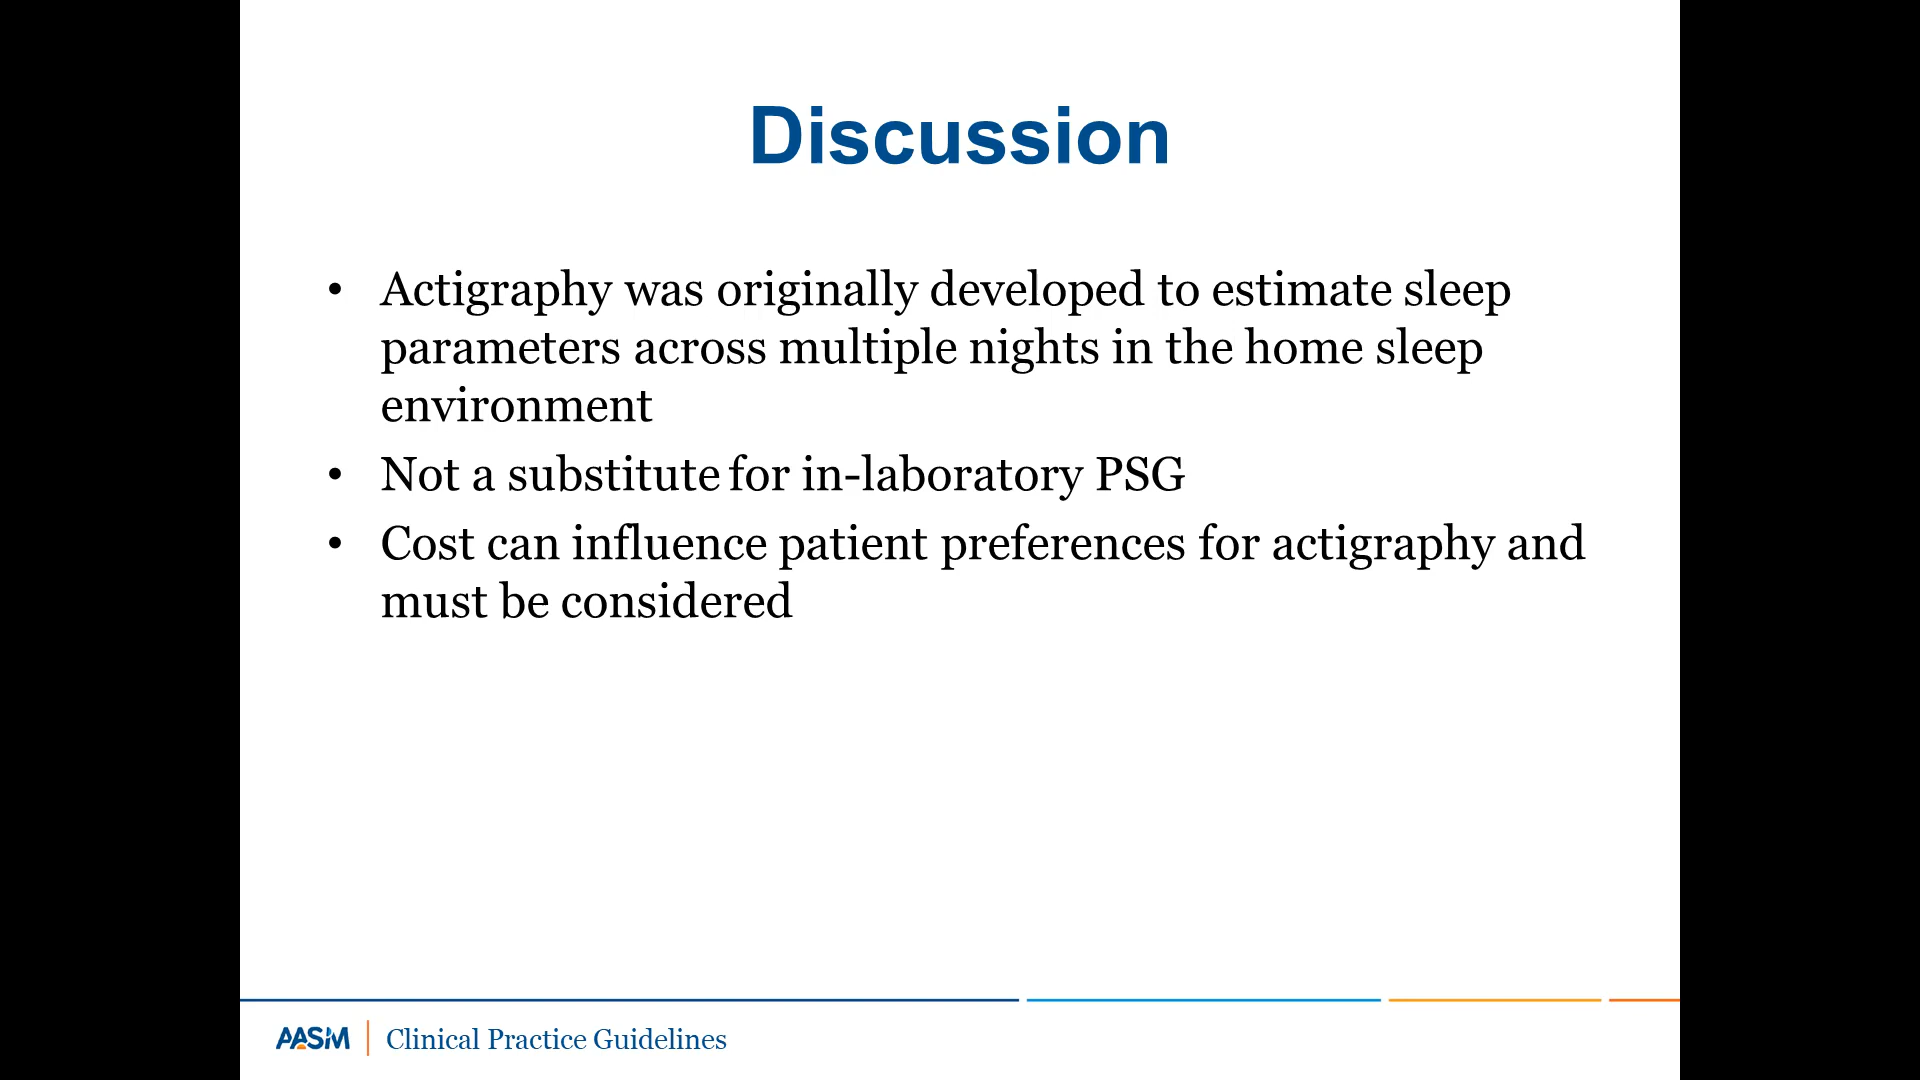 Discussion
• Actigraphy was originally developed to estimate sleep
parameters across multiple nights in the home sleep
environment
• Not a substitute for in-laboratory PSG
• Cost can influence patient preferences for actigraphy and
must be considered
AASM | Clinical Practice Guidelines